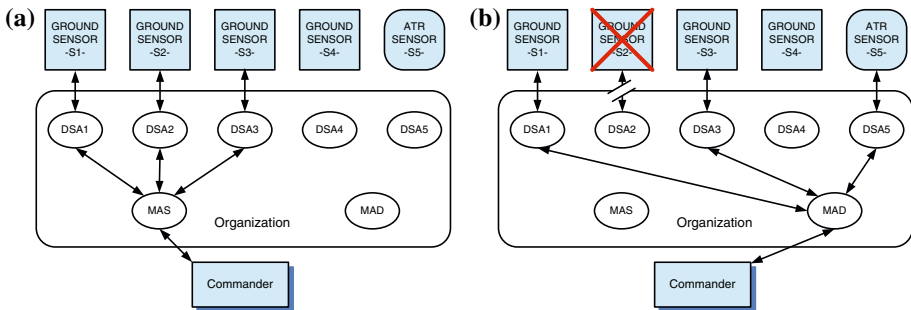 (a)
GROUND
SENSOR
-S1-
GROUND
SENSOR
-S2-
GROUND
SENSOR
-S3-
GROUND
SENSOR
-S4-
ATR
SENSOR
-S5-
DSA1
DSA2
DSA3
DSA4
DSA5
MAS
Organization
MAD
Commander
(b)
GROUND
SENSOR
-S1-
GROUND
SENSOR
-S2-
GROUND
SENSOR
-S3-
GROUND
SENSOR
-S4-
ATR
SENSOR
-S5-
DSA1
DSA2
DSA3
DSA4
DSA5
MAS
Organization
MAD
Commander